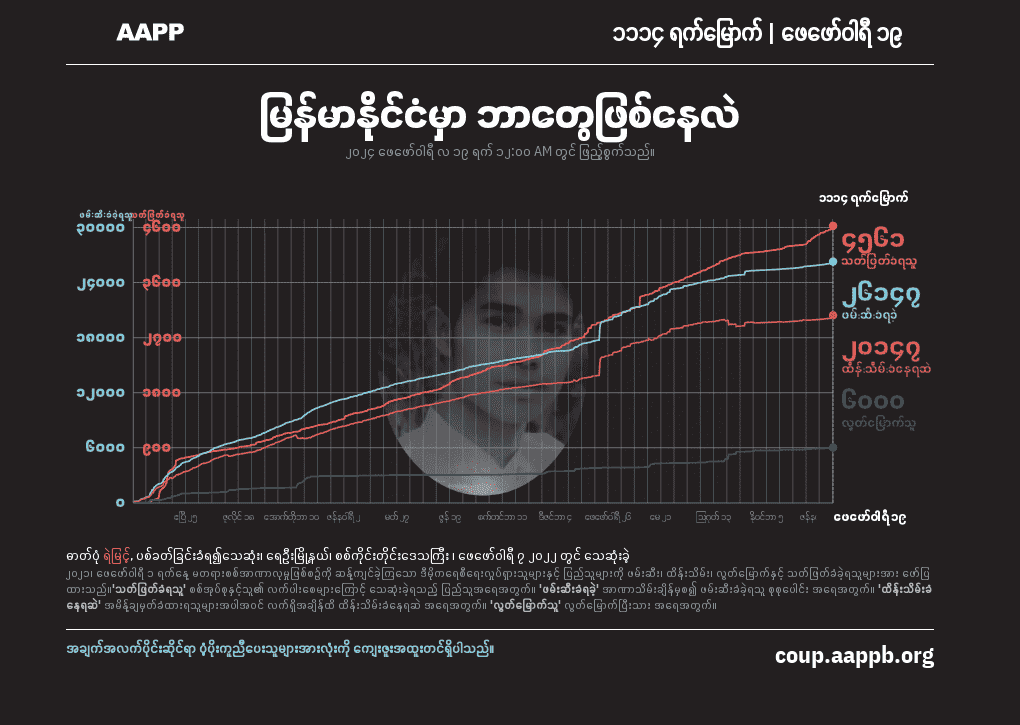 AAPP
၁၁၁၄ ရက်မြောက် | ဖေဖော်ဝါရီ ၁၉
မြန်မာနိုင်ငံမှာ ဘာတွေဖြစ်နေလဲ
၂၀၂၄ ဖေဖော်ဝါရီ လ ၁၉ ရက် ၁၂:၀၀ AM တွင် ဖြည့်စွက်သည်။
၁၁၁၄ ရက်မြောက်
ဖမ်းဆီးခံခဲ့ရသူ သတ်ဖြတ်ခံရသူ
၃၀၀၀၀ ၄၆၀၀
၄၅၆၁
သတ်ဖြတ်ခံရသူ
၂၄၀၀၀ ၃၆၀၀
၂၆၁၄၇
ဖမ်းဆီးခံရခဲ့
၁၈၀၀၀ ၂၇၀၀
၂၀၁၄၇
ထိန်းသိမ်းခံနေရဆဲ
၁၂၀၀၀ ၁၈၀၀
၆၀၀၀
လွတ်မြောက်သူ
၆၀၀၀ ၉၀၀
၀
ဧပြီ ၂၅ ဇူလိုင် ၁၈ အောက်တိုဘာ ၁၀ ဇန်နဝါရီ ၂ မတ် ၂၇ ဇွန် ၁၉ စက်တင်ဘာ ၁၁ ဒီဇင်ဘာ ၄ ဖေဖော်ဝါရီ ၂၆ မေ ၂၁ ဩဂုတ် ၁၃ နိုဝင်ဘာ ၅ ဖေဖော်ဝါရီ ၁၉
ဓာတ်ပုံ ရဲမြင့်, ပစ်ခတ်ခြင်းခံရ၍သေဆုံး၊ ရေဦးမြို့နယ်၊ စစ်ကိုင်းတိုင်းဒေသကြီး ၊ ဖေဖော်ဝါရီ ၇ ၂၀၂၂ တွင် သေဆုံးခဲ့
၂၀၂၁၊ ဖေဖော်ဝါရီ ၁ ရက်နေ့ မတရားစစ်အာဏာလုမှုဖြစ်စဉ်ကို ဆန့်ကျင်ခဲ့ကြသော ဒီမိုကရေစီရေးလှုပ်ရှားသူများနှင့် ပြည်သူများကို ဖမ်းဆီး၊ ထိန်းသိမ်း၊ လွတ်မြောက်နှင့် သတ်ဖြတ်ခံခဲ့ရသူများအား ဖော်ပြ
ထားသည်။'သတ်ဖြတ်ခံရသူ' စစ်အုပ်စုနှင့်သူ၏ လက်ပါးစေများကြောင့် သေဆုံးခဲ့ရသည့် ပြည်သူအရေအတွက်။ 'ဖမ်းဆီးခံရခဲ့' အာဏာသိမ်းချိန်မှစ၍ ဖမ်းဆီးခံခဲ့ရသူ စုစုပေါင်း အရေအတွက်။ 'ထိန်းသိမ်းခံ
နေရဆဲ' အမိန့်ချမှတ်ခံထားရသူများအပါအဝင် လက်ရှိအချိန်ထိ ထိန်းသိမ်းခံနေရဆဲ အရေအတွက်။ 'လွတ်မြောက်သူ' လွတ်မြောက်ပြီးသား အရေအတွက်။
အချက်အလက်ပိုင်းဆိုင်ရာ ပံ့ပိုးကူညီပေးသူများအားလုံးကို ကျေးဇူးအထူးတင်ရှိပါသည်။
coup.aappb.org